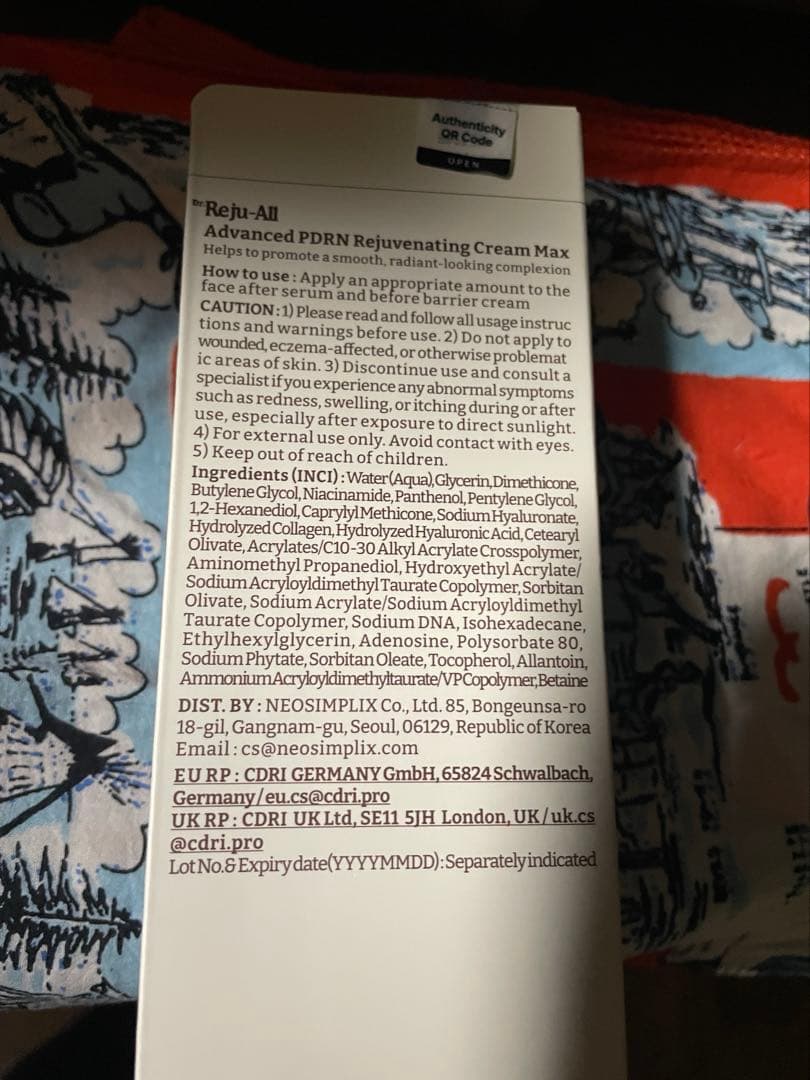 Authenticity
QR Code
OPEN
Dr. Reju-All
Advanced PDRN Rejuvenating Cream Max
Helps to promote a smooth, radiant-looking complexion
How to use : Apply an appropriate amount to the
face after serum and before barrier cream
CAUTION : 1) Please read and follow all usage instruc
tions and warnings before use. 2) Do not apply to
wounded, eczema-affected, or otherwise problemat
ic areas of skin. 3) Discontinue use and consult a
specialist if you experience any abnormal symptoms
such as redness, swelling, or itching during or after
use, especially after exposure to direct sunlight.
4) For external use only. Avoid contact with eyes.
5) Keep out of reach of children.
Ingredients (INCI) : Water (Aqua), Glycerin, Dimethicone,
Butylene Glycol, Niacinamide, Panthenol, Pentylene Glycol,
1,2-Hexanediol, Caprylyl Methicone, Sodium Hyaluronate,
Hydrolyzed Collagen, Hydrolyzed Hyaluronic Acid, Cetearyl
Olivate, Acrylates/C10-30 Alkyl Acrylate Crosspolymer,
Aminomethyl Propanediol, Hydroxyethyl Acrylate/
Sodium Acryloyldimethyl Taurate Copolymer, Sorbitan
Olivate, Sodium Acrylate/Sodium Acryloyldimethyl
Taurate Copolymer, Sodium DNA, Isohexadecane,
Ethylhexylglycerin, Adenosine, Polysorbate 80,
Sodium Phytate, Sorbitan Oleate, Tocopherol, Allantoin,
Ammonium Acryloyldimethyltaurate/VP Copolymer, Betaine
DIST. BY : NEOSIMPLIX Co., Ltd. 85, Bongeunsa-ro
18-gil, Gangnam-gu, Seoul, 06129, Republic of Korea
Email : cs@neosimplix.com
EU RP : CDRI GERMANY GmbH, 65824 Schwalbach,
Germany / eu.cs@cdri.pro
UK RP : CDRI UK Ltd, SE11 5JH London, UK / uk.cs
@cdri.pro
Lot No. & Expiry date (YYYYMMDD) : Separately indicated